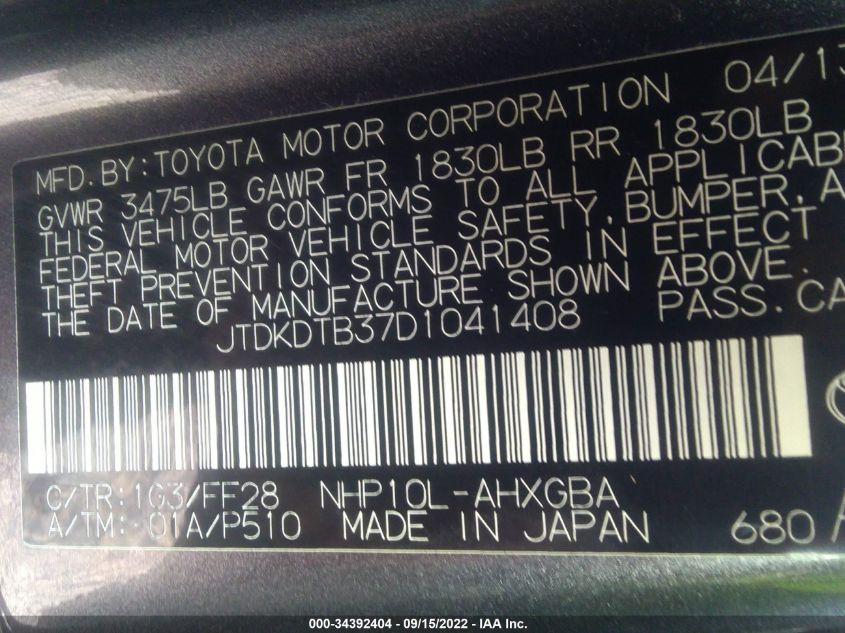 MFD.BY:TOYOTA MOTOR CORPORATION 04/13
GVWR 3475LB GAWR FR 1830LB RR 1830LB
THIS VEHICLE CONFORMS TO ALL
FEDERAL MOTOR VEHICLE SAFETY,BUMPER,
THEFT PREVENTION STANDARDS IN EFFECT
THE DATE OF MANUFACTURE SHOWN ABOVE.
JTDKDTB37D1041408 PASS.
C/TR:1G3/FF28 NHP10L-AHXGBA
A/TM: -01A/P510 MADE IN JAPAN 680
000-34392404 - 09/15/2022 - IAA Inc.